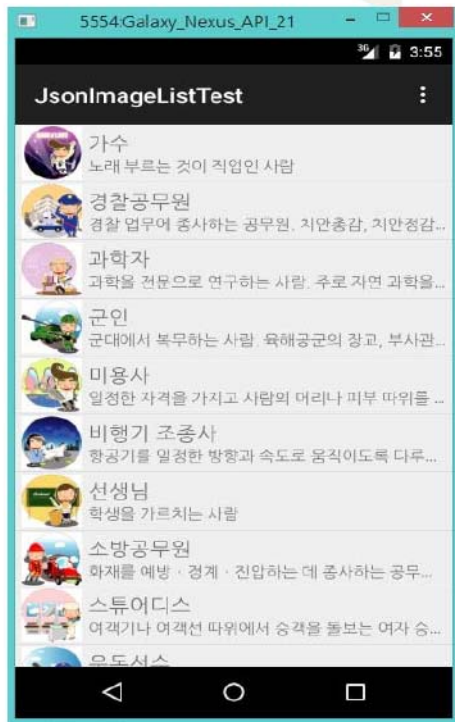 5554:Galaxy_Nexus_API_21
3G 3:55
JsonImageListTest
가수
노래 부르는 것이 직업인 사람
경찰공무원
경찰 업무에 종사하는 공무원. 치안총감, 치안정감...
과학자
과학을 전문으로 연구하는 사람. 주로 자연 과학을...
군인
군대에서 복무하는 사람. 육해공군의 장교, 부사관...
미용사
일정한 자격을 가지고 사람의 머리나 피부 따위를 ...
비행기 조종사
항공기를 일정한 방향과 속도로 움직이도록 다루...
선생님
학생을 가르치는 사람
소방공무원
화재를 예방 · 경계 · 진압하는 데 종사하는 공무...
스튜어디스
여객기나 여객선 따위에서 승객을 돌보는 여자 승...
운동선수